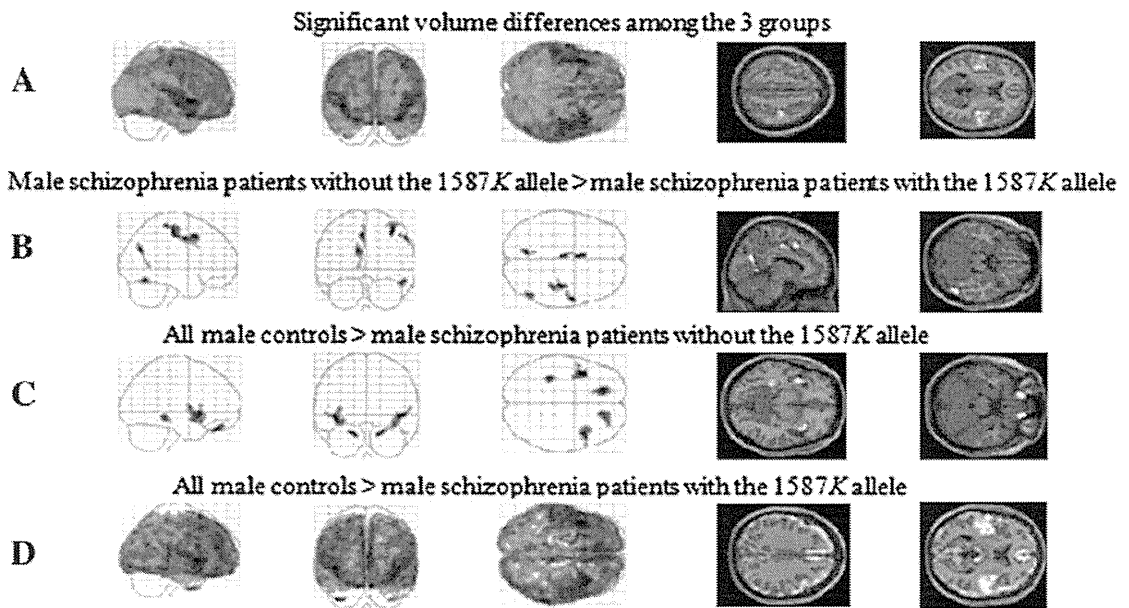 Significant volume differences among the 3 groups
A
Male schizophrenia patients without the 1587K allele > male schizophrenia patients with the 1587K allele
B
All male controls > male schizophrenia patients without the 1587K allele
C
All male controls > male schizophrenia patients with the 1587K allele
D